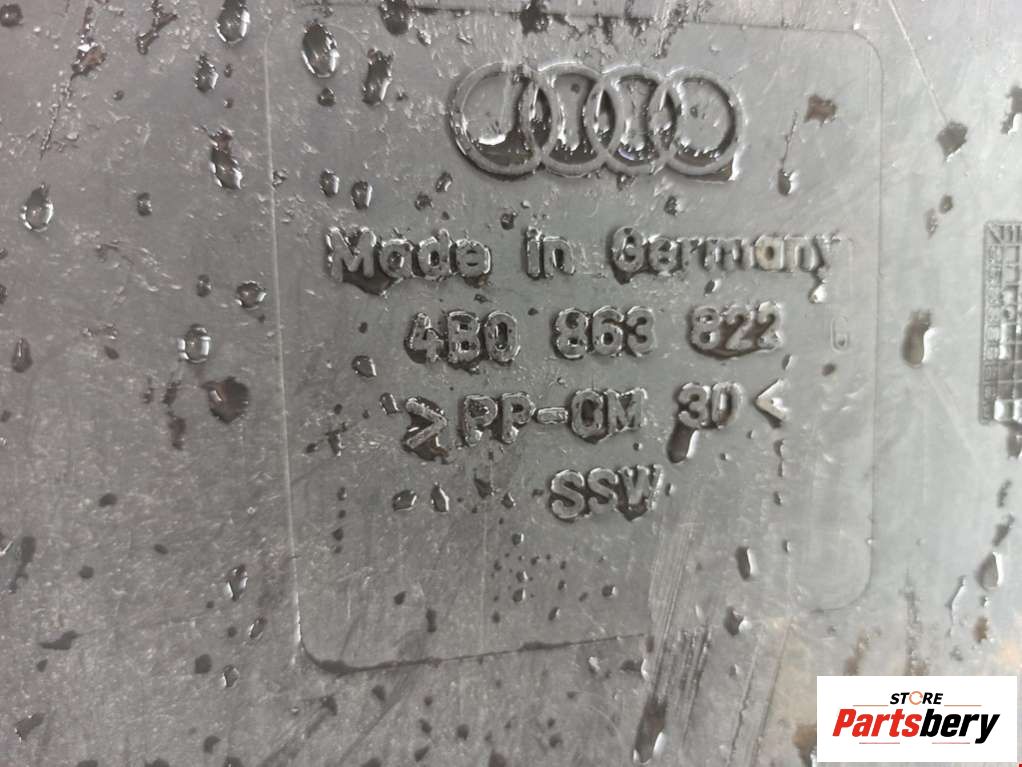 Made in Germany
4B0 863 822
>PP-GM 30<
SSW
STORE
Partsbery